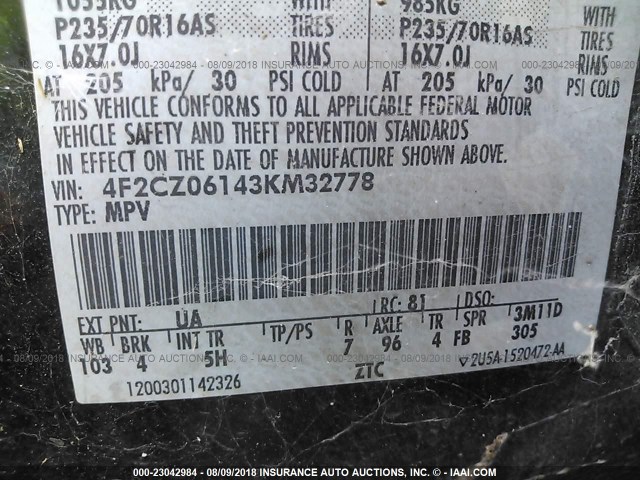 1055KG 985KG
P235/70R16AS TIRES P235/70R16AS WITH
16X7.0J RIMS 16X7.0J TIRES
RIMS
AT 205 kPa/ 30 PSI COLD AT 205 kPa/ 30 PSI COLD
THIS VEHICLE CONFORMS TO ALL APPLICABLE FEDERAL MOTOR
VEHICLE SAFETY AND THEFT PREVENTION STANDARDS
IN EFFECT ON THE DATE OF MANUFACTURE SHOWN ABOVE.
VIN: 4F2CZ06143KM32778
TYPE: MPV
EXT PNT: UA RC: 81 DSO:
WB BRK INT TR TP/PS R AXLE TR SPR 3M11D
103 4 5H 7 96 4 FB 305
ZTC 2U5A-1520472-AA
1200301142326
000-23042984 - 08/09/2018 INSURANCE AUTO AUCTIONS, INC. - © - IAAI.COM